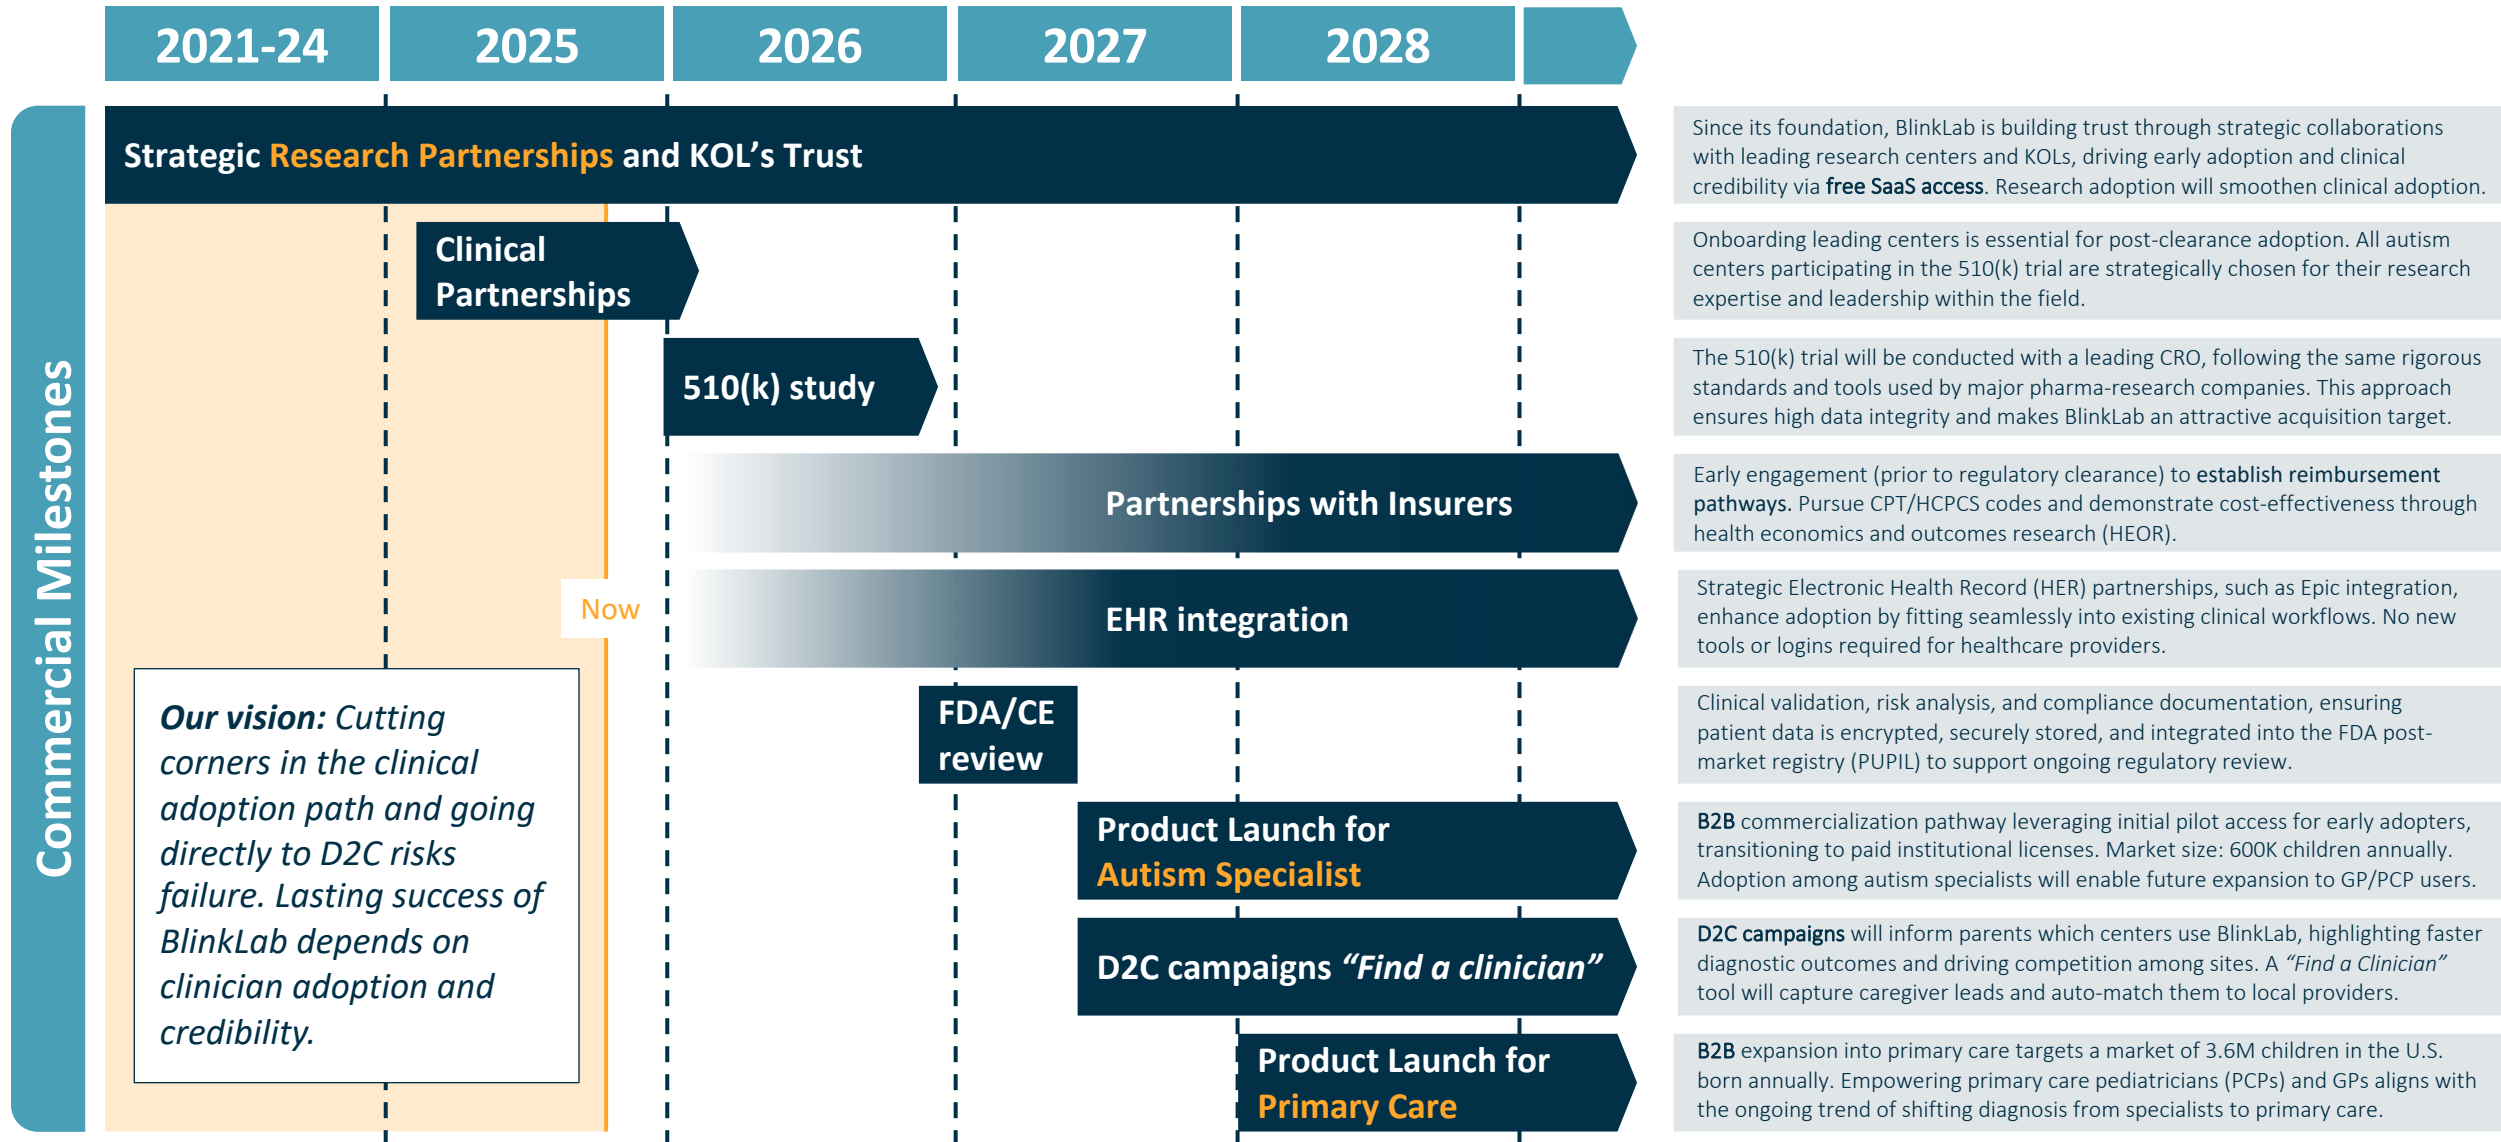 2021-24
2025
2026
2027
2028
Commercial Milestones
Strategic Research Partnerships and KOL's Trust
Since its foundation, BlinkLab is building trust through strategic collaborations
with leading research centers and KOLs, driving early adoption and clinical
credibility via free SaaS access. Research adoption will smoothen clinical adoption.
Clinical
Partnerships
Onboarding leading centers is essential for post-clearance adoption. All autism
centers participating in the 510(k) trial are strategically chosen for their research
expertise and leadership within the field.
510(k) study
The 510(k) trial will be conducted with a leading CRO, following the same rigorous
standards and tools used by major pharma-research companies. This approach
ensures high data integrity and makes BlinkLab an attractive acquisition target.
Partnerships with Insurers
Early engagement (prior to regulatory clearance) to establish reimbursement
pathways. Pursue CPT/HCPCS codes and demonstrate cost-effectiveness through
health economics and outcomes research (HEOR).
Now
EHR integration
Strategic Electronic Health Record (HER) partnerships, such as Epic integration,
enhance adoption by fitting seamlessly into existing clinical workflows. No new
tools or logins required for healthcare providers.
Our vision: Cutting
corners in the clinical
adoption path and going
directly to D2C risks
failure. Lasting success of
BlinkLab depends on
clinician adoption and
credibility.
FDA/CE
review
Clinical validation, risk analysis, and compliance documentation, ensuring
patient data is encrypted, securely stored, and integrated into the FDA post-
market registry (PUPIL) to support ongoing regulatory review.
Product Launch for
Autism Specialist
B2B commercialization pathway leveraging initial pilot access for early adopters,
transitioning to paid institutional licenses. Market size: 600K children annually.
Adoption among autism specialists will enable future expansion to GP/PCP users.
D2C campaigns “Find a clinician”
D2C campaigns will inform parents which centers use BlinkLab, highlighting faster
diagnostic outcomes and driving competition among sites. A “Find a Clinician”
tool will capture caregiver leads and auto-match them to local providers.
Product Launch for
Primary Care
B2B expansion into primary care targets a market of 3.6M children in the U.S.
born annually. Empowering primary care pediatricians (PCPs) and GPs aligns with
the ongoing trend of shifting diagnosis from specialists to primary care.